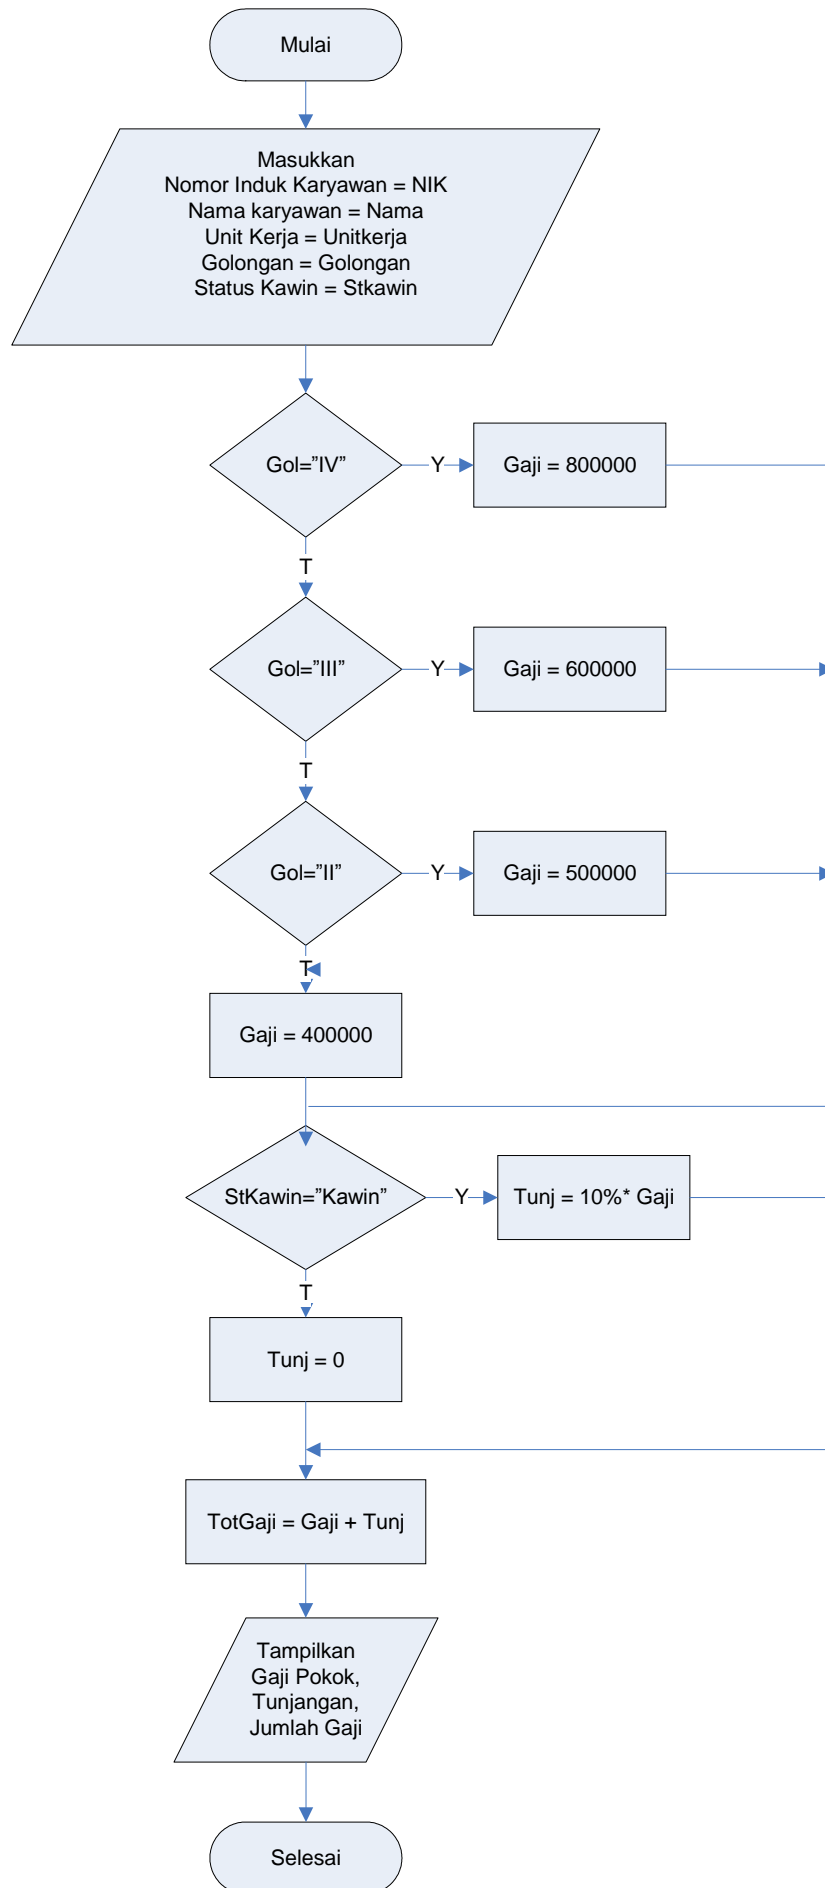 Mulai
Masukkan
Nomor Induk Karyawan = NIK
Nama karyawan = Nama
Unit Kerja = Unitkerja
Golongan = Golongan
Status Kawin = Stkawin
Gol=”IV”
Y
Gaji = 800000
T
Gol=”III”
Y
Gaji = 600000
T
Gol=”II”
Y
Gaji = 500000
T
Gaji = 400000
StKawin=”Kawin”
Y
Tunj = 10%* Gaji
T
Tunj = 0
TotGaji = Gaji + Tunj
Tampilkan
Gaji Pokok,
Tunjangan,
Jumlah Gaji
Selesai